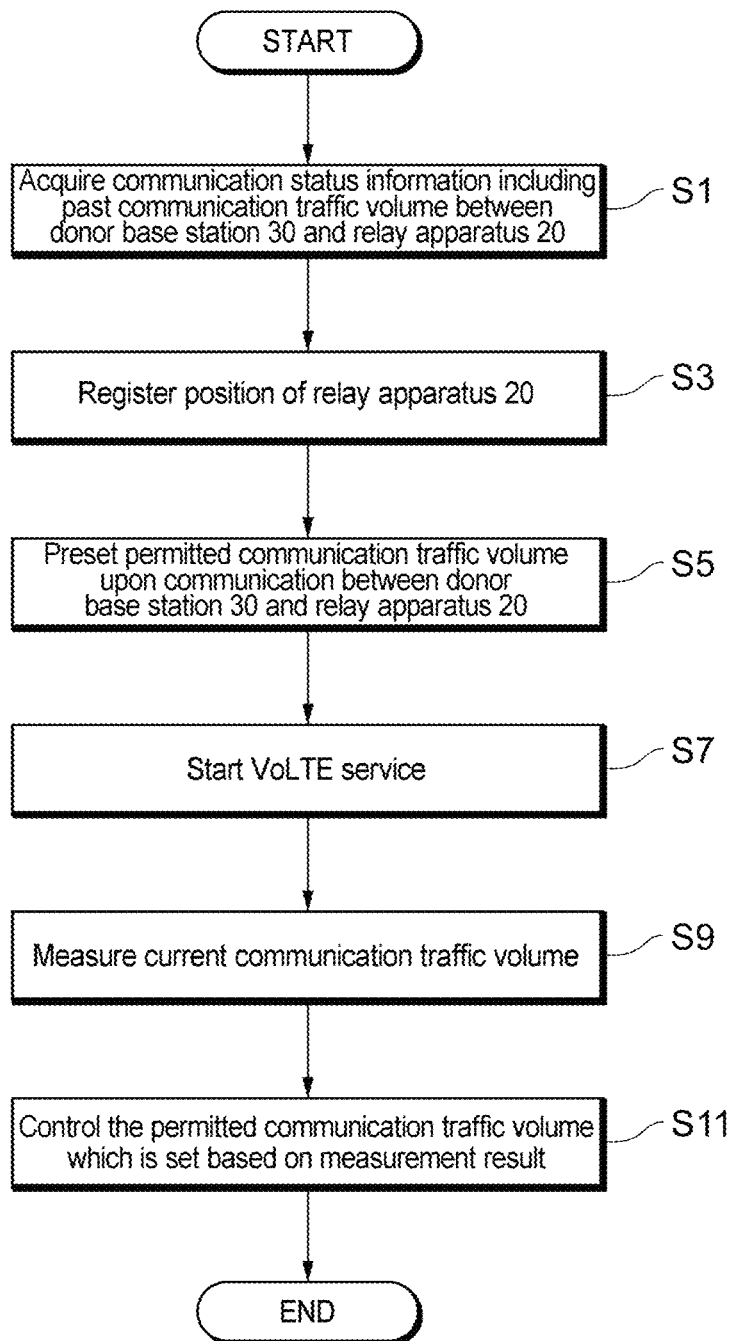 START
Acquire communication status information including
past communication traffic volume between
donor base station 30 and relay apparatus 20
S1
Register position of relay apparatus 20
S3
Preset permitted communication traffic volume
upon communication between donor
base station 30 and relay apparatus 20
S5
Start VoLTE service
S7
Measure current communication traffic volume
S9
Control the permitted communication traffic volume
which is set based on measurement result
S11
END